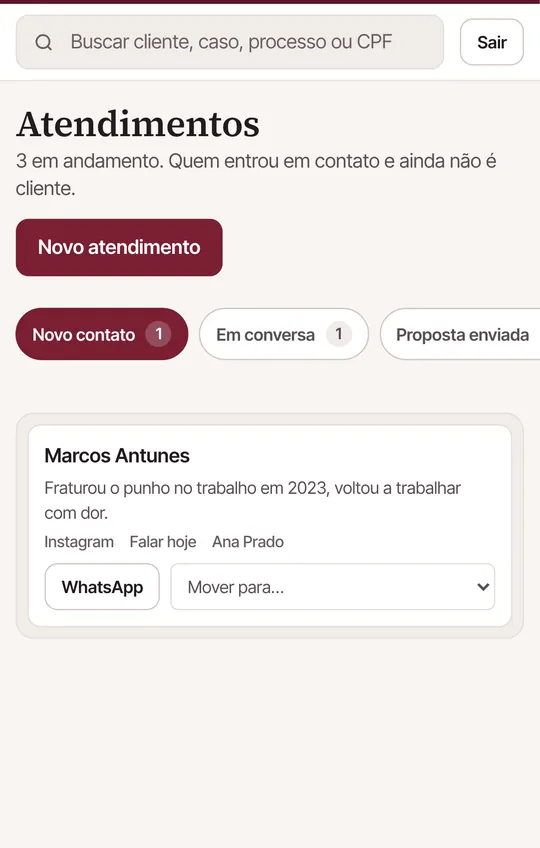 Buscar cliente, caso, processo ou CPF
Sair
Atendimentos
3 em andamento. Quem entrou em contato e ainda não é
cliente.
Novo atendimento
Novo contato 1
Em conversa 1
Proposta enviada
Marcos Antunes
Fraturou o punho no trabalho em 2023, voltou a trabalhar
com dor.
Instagram Falar hoje Ana Prado
WhatsApp
Mover para...